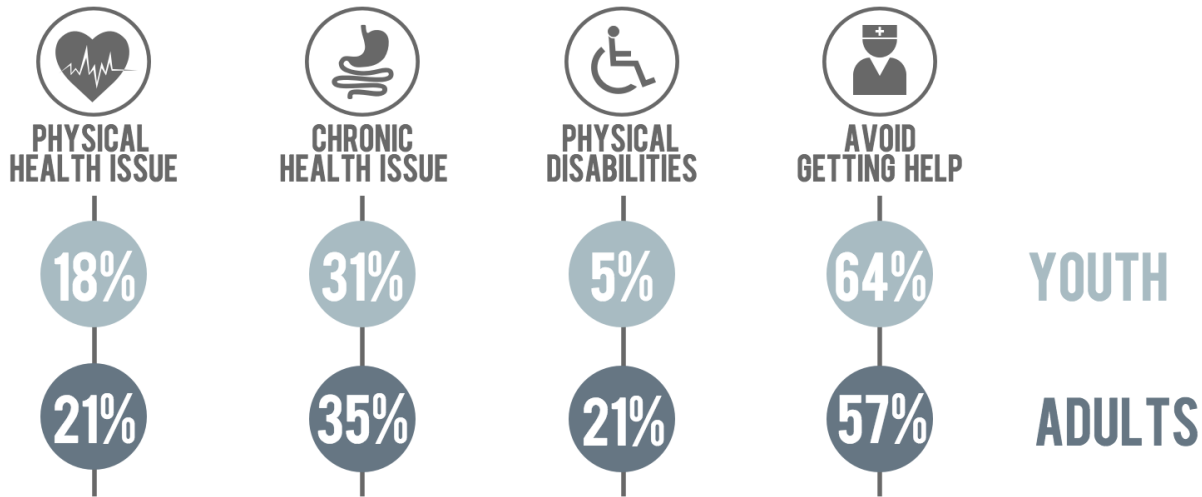 PHYSICAL
HEALTH ISSUE
CHRONIC
HEALTH ISSUE
PHYSICAL
DISABILITIES
AVOID
GETTING HELP
18%
31%
5%
64%
YOUTH
21%
35%
21%
57%
ADULTS